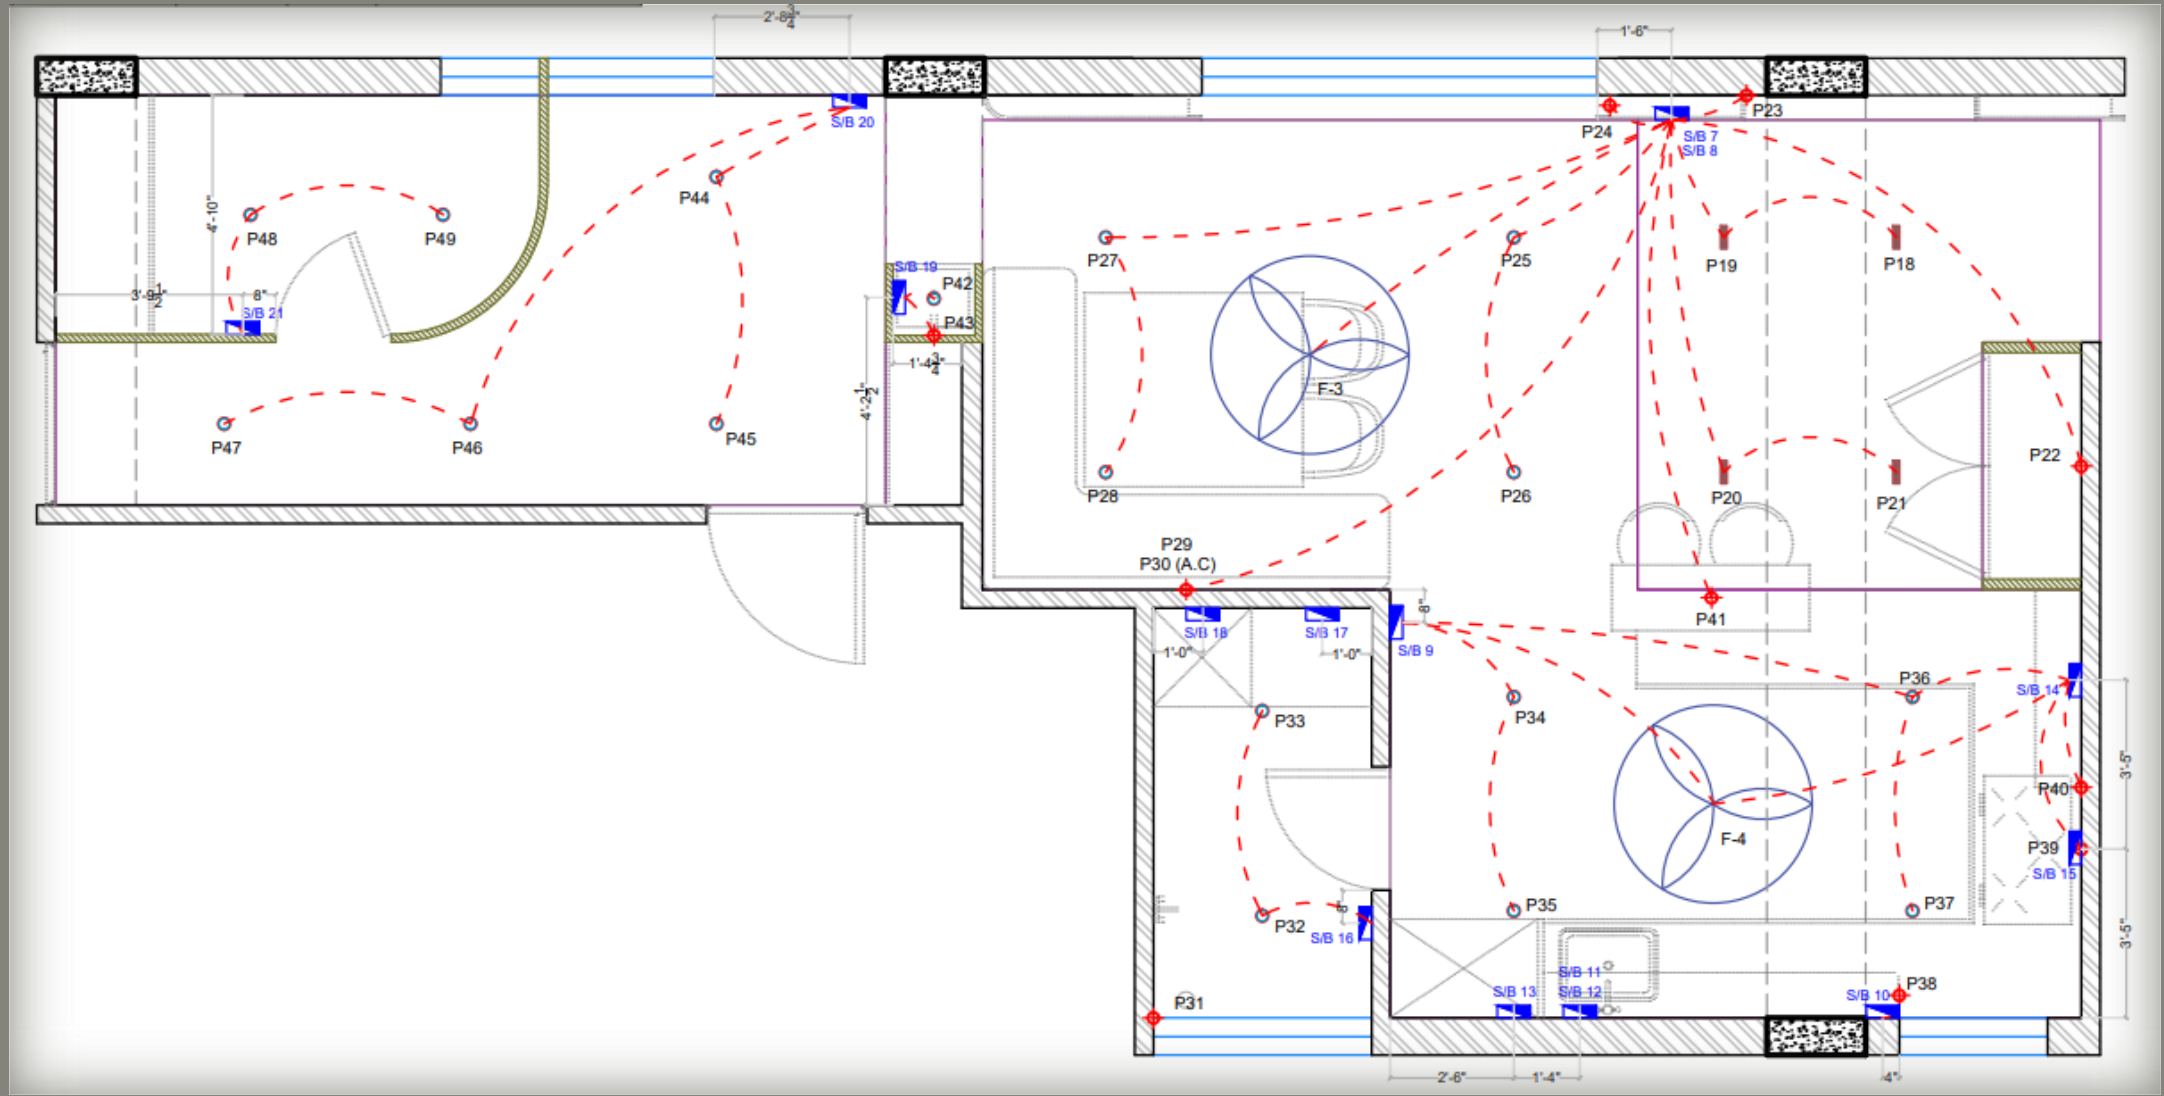 2'-8¾"
1'-6"
S/B 20
P24
P23
S/B 7
S/B 8
4'-10"
P44
P48
P49
P27
P25
P19
P18
S/B 19
P42
3'-9½"
8"
S/B 21
P43
1'-4¾"
F-3
4'-2½"
P47
P46
P45
P22
P28
P26
P20
P21
P29
P30 (A.C)
8"
P41
S/B 18
S/B 17
1'-0"
1'-0"
S/B 9
P36
S/B 14
P33
P34
3'-5"
P40
F-4
P39
S/B 15
8"
P32
P35
P37
S/B 16
3'-5"
S/B 11
P31
S/B 13
S/B 12
S/B 10
P38
2'-6"
1'-4"
4"